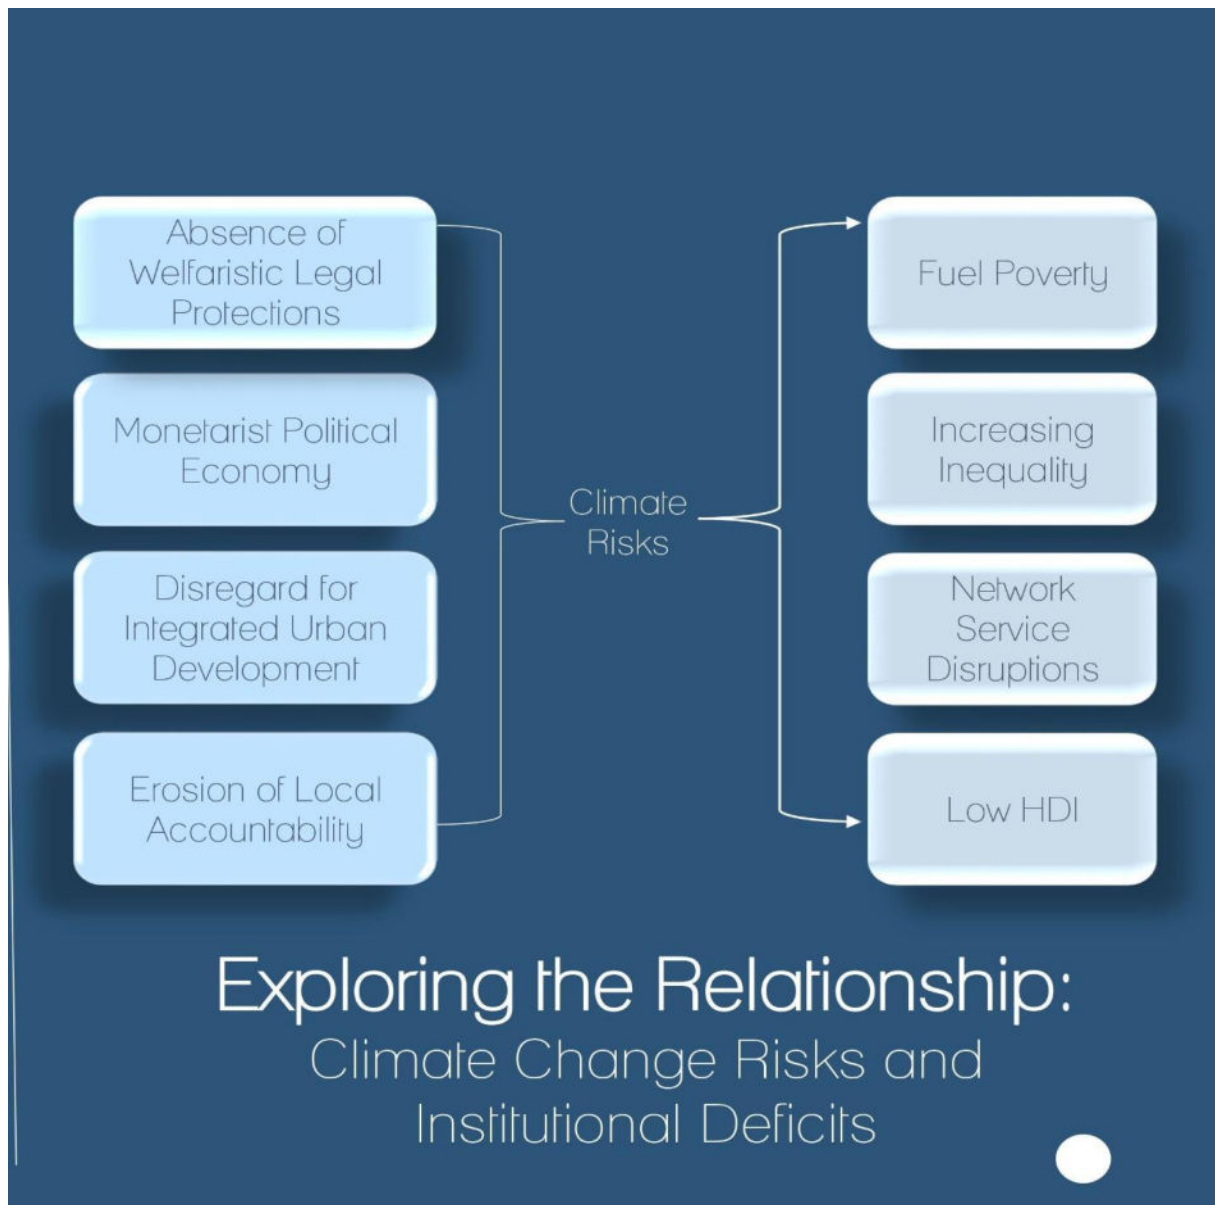 Absence of
Welfaristic Legal
Protections
Monetarist Political
Economy
Disregard for
Integrated Urban
Development
Erosion of Local
Accountability
Climate
Risks
Fuel Poverty
Increasing
Inequality
Network
Service
Disruptions
Low HDI
Exploring the Relationship:
Climate Change Risks and
Institutional Deficits